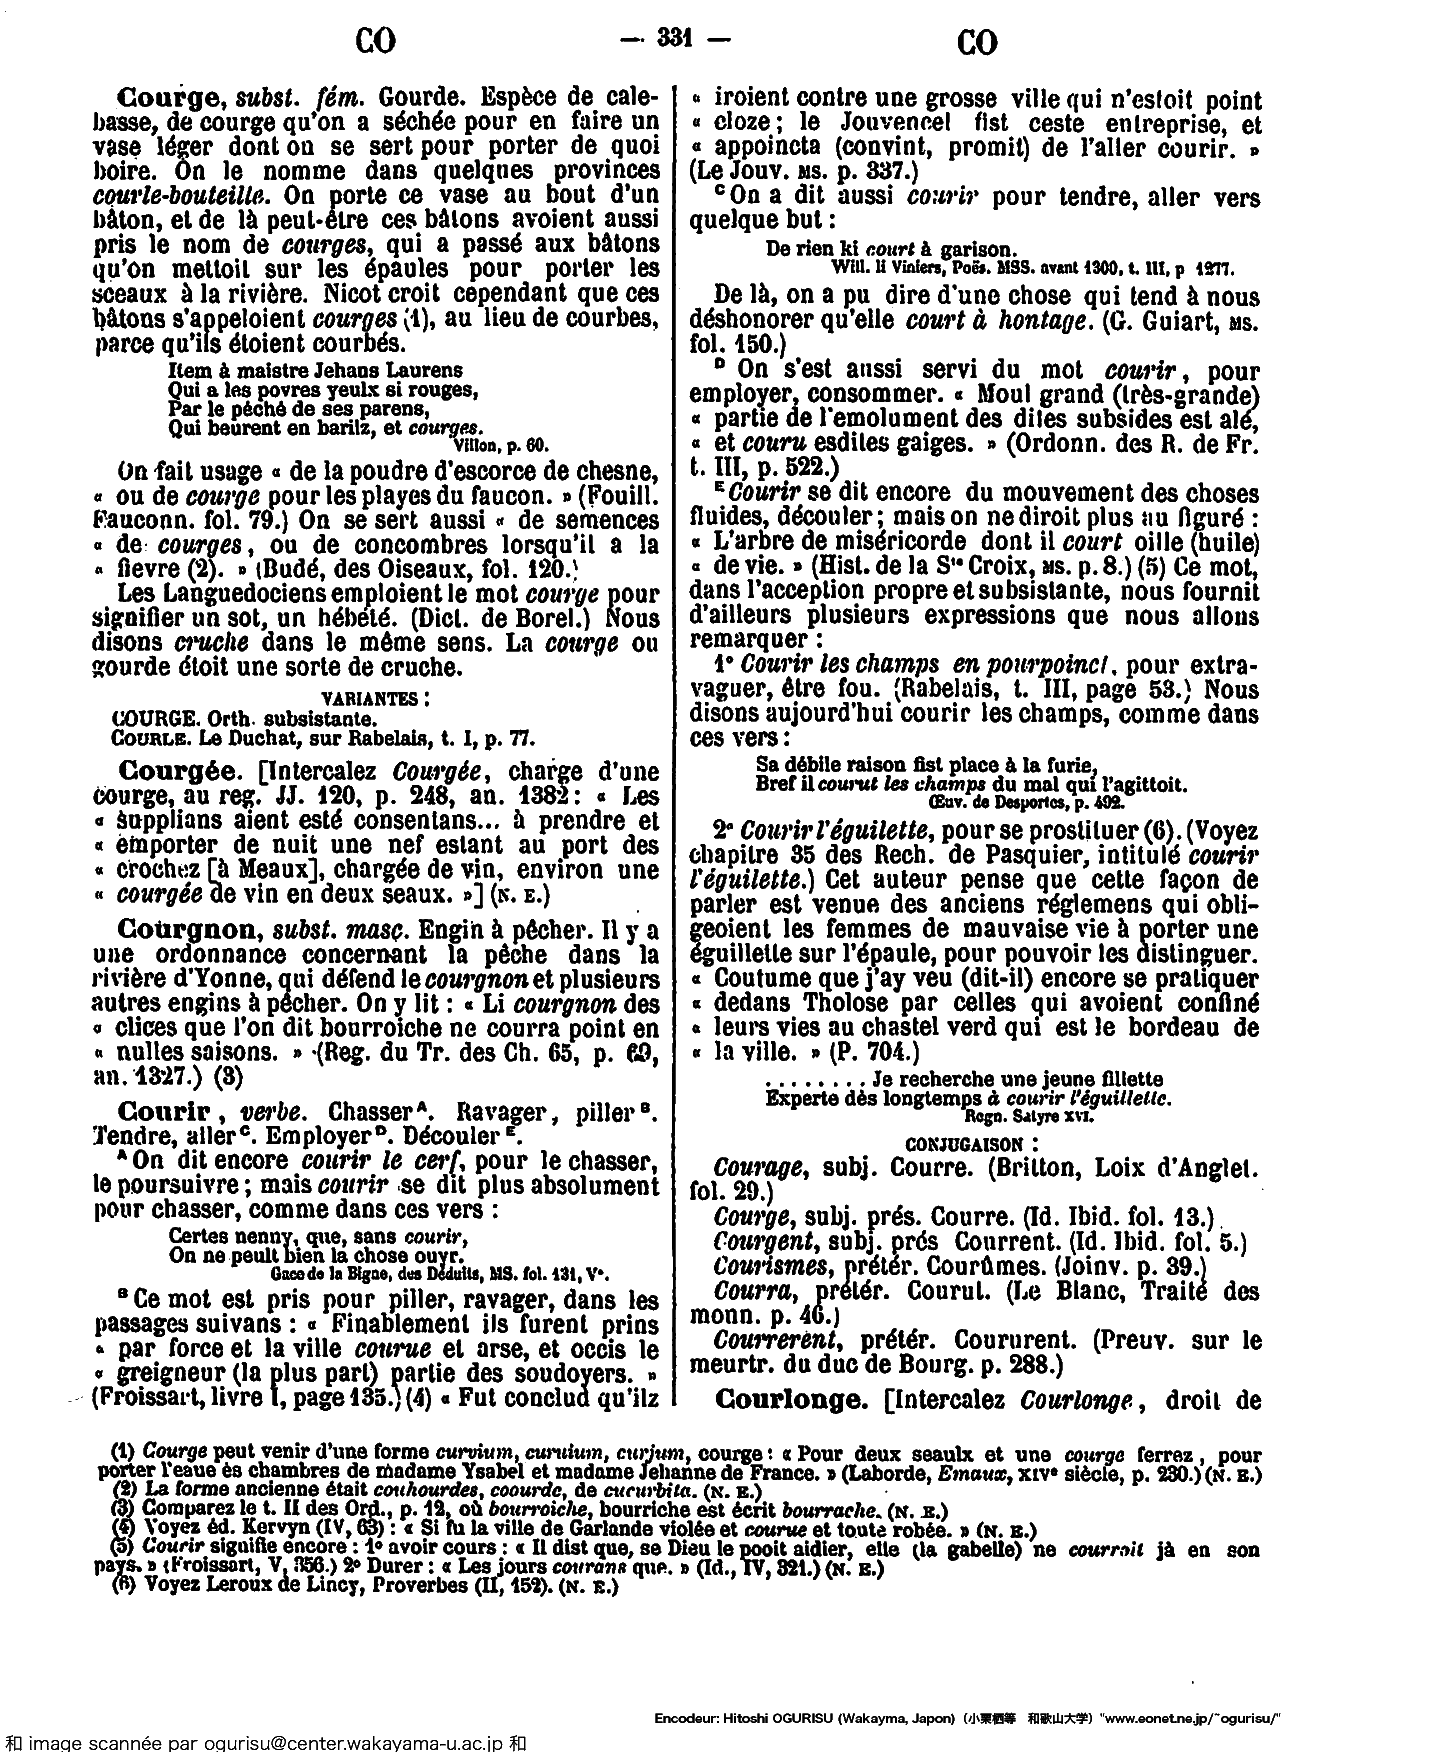 CO — 331 — CO
Courge, subst. fém. Gourde. Espèce de cale-
basse, de courge qu'on a séchée pour en faire un
vase léger dont on se sert pour porter de quoi
boire. On le nomme dans quelques provinces
courle-bouteille. On porte ce vase au bout d'un
bâton, et de là peut-être ces bâtons avoient aussi
pris le nom de courges, qui a passé aux bâtons
qu'on mettoit sur les épaules pour porter les
sceaux à la rivière. Nicot croit cependant que ces
bâtons s'appeloient courges (1), au lieu de courbes,
parce qu'ils étoient courbés.
Item à maistre Jehans Laurens
Qui a les povres yeulx si rouges,
Par le péché de ses parens,
Qui beurent en barilz, et courges.
Villon, p. 60.
On fait usage « de la poudre d'escorce de chesne,
« ou de courge pour les playes du faucon. » (Fouill.
Fauconn. fol. 79.) On se sert aussi « de semences
« de courges, ou de concombres lorsqu'il a la
« fievre (2). » (Budé, des Oiseaux, fol. 120.)
Les Languedociens emploient le mot courge pour
signifier un sot, un hébété. (Dict. de Borel.) Nous
disons cruche dans le même sens. La courge ou
gourde étoit une sorte de cruche.
VARIANTES :
COURGE. Orth. subsistante.
COURLE. Le Duchat, sur Rabelais, t. I, p. 77.
Courgée. [Intercalez Courgée, charge d'une
courge, au reg. JJ. 120, p. 248, an. 1382 : « Les
« supplians aient esté consentans... à prendre et
« emporter de nuit une nef estant au port des
« crochez [à Meaux], chargée de vin, environ une
« courgée de vin en deux seaux. »] (N. E.)
Courgnon, subst. masc. Engin à pêcher. Il y a
une ordonnance concernant la pêche dans la
rivière d'Yonne, qui défend le courgnon et plusieurs
autres engins à pêcher. On y lit : « Li courgnon des
« clices que l'on dit bourroiche ne courra point en
« nulles saisons. » (Reg. du Tr. des Ch. 65, p. 69,
an. 1327.) (3)
Courir, verbe. Chasser A. Ravager, piller B.
Tendre, aller C. Employer D. Découler E.
A On dit encore courir le cerf, pour le chasser,
le poursuivre ; mais courir se dit plus absolument
pour chasser, comme dans ces vers :
Certes nenny, que, sans courir,
On ne peult bien la chose ouyr.
Gace de la Bigne, des Déduits, MS. fol. 131, Vº.
B Ce mot est pris pour piller, ravager, dans les
passages suivans : « Finablement ils furent prins
« par force et la ville courue et arse, et occis le
« greigneur (la plus part) partie des soudoyers. »
(Froissart, livre I, page 135.) (4) « Fut conclud qu'ilz
« iroient contre une grosse ville qui n'estoit point
« cloze ; le Jouvencel fist ceste entreprise, et
« appoincta (convint, promit) de l'aller courir. »
(Le Jouv. MS. p. 337.)
C On a dit aussi courir pour tendre, aller vers
quelque but :
De rien ki court à garison.
Will. li Viniers, Poës. MSS. avant 1300, t. III, p 1277.
De là, on a pu dire d'une chose qui tend à nous
déshonorer qu'elle court à hontage. (G. Guiart, MS.
fol. 150.)
D On s'est aussi servi du mot courir, pour
employer, consommer. « Moul grand (très-grande)
« partie de l'emolument des dites subsides est alé,
« et couru esdites gaiges. » (Ordonn. des R. de Fr.
t. III, p. 522.)
E Courir se dit encore du mouvement des choses
fluides, découler ; mais on ne diroit plus au figuré :
« L'arbre de miséricorde dont il court oille (huile)
« de vie. » (Hist. de la Ste Croix, MS. p. 8.) (5) Ce mot,
dans l'acception propre et subsistante, nous fournit
d'ailleurs plusieurs expressions que nous allons
remarquer :
1º Courir les champs en pourpoinct, pour extra-
vaguer, être fou. (Rabelais, t. III, page 53.) Nous
disons aujourd'hui courir les champs, comme dans
ces vers :
Sa débile raison fist place à la furie,
Bref il courut les champs du mal qui l'agittoit.
Œuv. de Desportes, p. 492.
2º Courir l'éguilette, pour se prostituer (6). (Voyez
chapitre 35 des Rech. de Pasquier, intitulé courir
l'éguilette.) Cet auteur pense que cette façon de
parler est venue des anciens réglemens qui obli-
geoient les femmes de mauvaise vie à porter une
éguillette sur l'épaule, pour pouvoir les distinguer.
« Coutume que j'ay veu (dit-il) encore se pratiquer
« dedans Tholose par celles qui avoient confiné
« leurs vies au chastel verd qui est le bordeau de
« la ville. » (P. 704.)
. . . . . . . . Je recherche une jeune fillette
Experte dès longtemps à courir l'éguillette.
Regn. Satyre XVI.
CONJUGAISON :
Courage, subj. Courre. (Britton, Loix d'Anglet.
fol. 29.)
Courge, subj. prés. Courre. (Id. Ibid. fol. 13.)
Courgent, subj. prés Courrent. (Id. Ibid. fol. 5.)
Courismes, prétér. Courûmes. (Joinv. p. 39.)
Courra, prétér. Courut. (Le Blanc, Traité des
monn. p. 46.)
Courrerent, prétér. Coururent. (Preuv. sur le
meurtr. du duc de Bourg. p. 288.)
Courlonge. [Intercalez Courlonge, droit de
(1) Courge peut venir d'une forme curvium, curuium, curjum, courge : « Pour deux seaulx et une courge ferrez, pour
porter l'eaue ès chambres de madame Ysabel et madame Jehanne de France. » (Laborde, Emaux, XIVe siècle, p. 230.) (N. E.)
(2) La forme ancienne était couhourdes, coourde, de cucurbita. (N. E.)
(3) Comparez le t. II des Ord., p. 12, où bourroiche, bourriche est écrit bourrache. (N. E.)
(4) Voyez éd. Kervyn (IV, 63) : « Si fu la ville de Garlande violée et courue et toute robée. » (N. E.)
(5) Courir signifie encore : 1º avoir cours : « Il dist que, se Dieu le pooit aidier, elle (la gabelle) ne courroit jà en son
pays. » (Froissart, V, 356.) 2º Durer : « Les jours courans que. » (Id., IV, 321.) (N. E.)
(6) Voyez Leroux de Lincy, Proverbes (II, 152). (N. E.)
Encodeur: Hitoshi OGURISU (Wakayma, Japon) (小栗栖等 和歌山大学) "www.eonet.ne.jp/~ogurisu/"
和 image scannée par ogurisu@center.wakayama-u.ac.jp 和